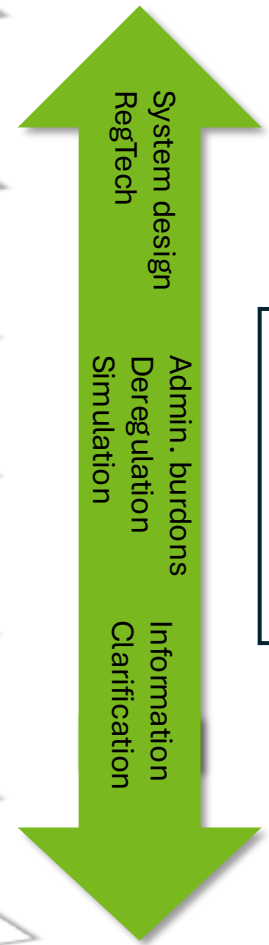 System design
RegTech
Admin. burdons
Deregulation
Simulation
Information
Clarification